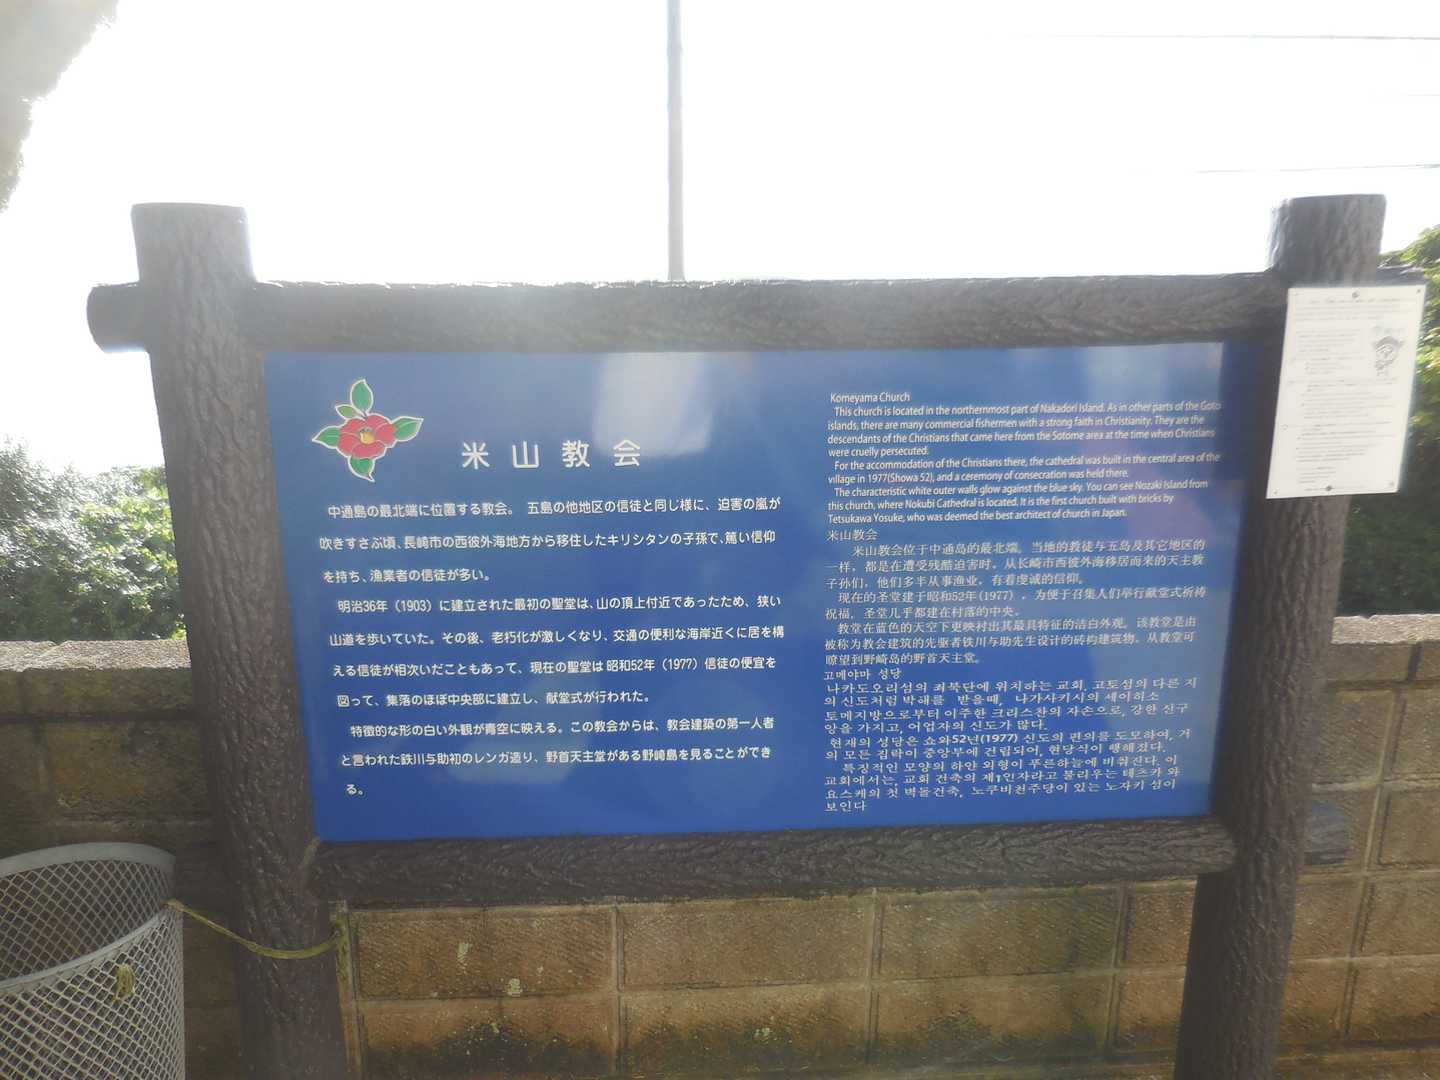 米山教会
中通島の最北端に位置する教会。 五島の他地区の信徒と同じ様に、迫害の嵐が
吹きすさぶ頃、長崎市の西彼外海地方から移住したキリシタンの子孫で、篤い信仰
を持ち、漁業者の信徒が多い。
明治36年（1903）に建立された最初の聖堂は、山の頂上付近であったため、狭い
山道を歩いていた。その後、老朽化が激しくなり、交通の便利な海岸近くに居を構
える信徒が相次いだこともあって、現在の聖堂は昭和52年（1977）信徒の便宜を
図って、集落のほぼ中央部に建立し、献堂式が行われた。
特徴的な形の白い外観が青空に映える。この教会からは、教会建築の第一人者
と言われた鉄川与助初のレンガ造り、野首天主堂がある野崎島を見ることができ
る。
Komeyama Church
This church is located in the northernmost part of Nakadori Island. As in other parts of the Goto
islands, there are many commercial fishermen with a strong faith in Christianity. They are the
descendants of the Christians that came here from the Sotome area at the time when Christians
were cruelly persecuted.
For the accommodation of the Christians there, the cathedral was built in the central area of the
village in 1977(Showa 52), and a ceremony of consecration was held there.
The characteristic white outer walls glow against the blue sky. You can see Nozaki Island from
this church, where Nokubi Cathedral is located. It is the first church built with bricks by
Tetsukawa Yosuke, who was deemed the best architect of church in Japan.
米山教会
米山教会位于中通岛的最北端。当地的教徒与五岛及其它地区的
一样，都是在遭受残酷迫害时，从长崎市西彼外海移居而来的天主教
子孙们，他们多半从事渔业，有着虔诚的信仰。
现在的圣堂建于昭和52年(1977)，为便于召集人们举行献堂式祈祷
祝福，圣堂几乎都建在村落的中央。
教堂在蓝色的天空下更映衬出其最具特征的洁白外观。该教堂是由
被称为教会建筑的先驱者铁川与助先生设计的砖构建筑物。从教堂可
瞭望到野崎岛的野首天主堂。
고메야마 성당
나카도오리섬의 최북단에 위치하는 교회. 고토섬의 다른 지
의 신도처럼 박해를 받을때, 나가사키시의 세이히소
토메지방으로부터 이주한 크리스찬의 자손으로, 강한 신구
앙을 가지고, 어업자의 신도가 많다.
현재의 성당은 쇼와52년(1977) 신도의 편의를 도모하여, 거
의 모든 집락이 중앙부에 건립되어, 헌당식이 행해졌다.
특징적인 모양의 하얀 외형이 푸른하늘에 비춰진다. 이
교회에서는, 교회 건축의 제1인자라고 불리우는 테츠카 와
요스케의 첫 벽돌건축, 노쿠비천주당이 있는 노자키 섬이
보인다